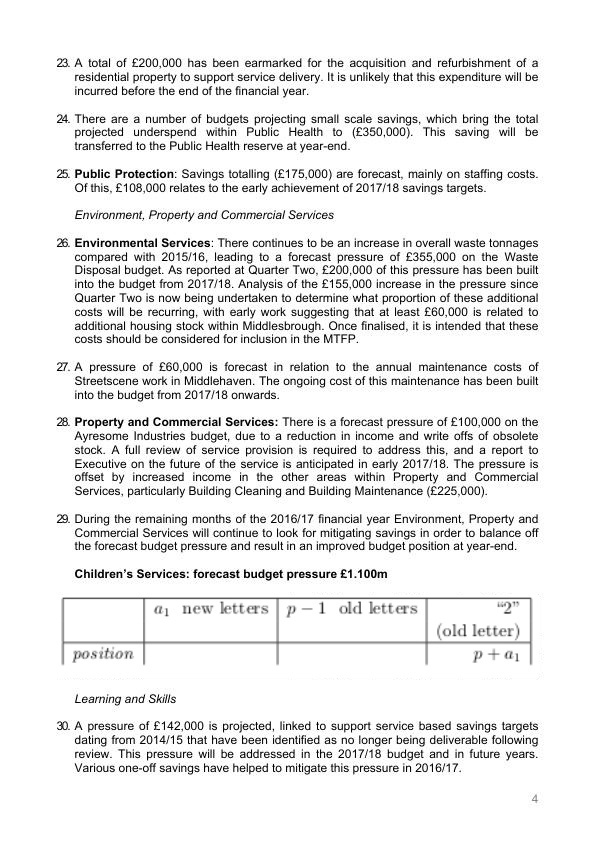 23. A total of £200,000 has been earmarked for the acquisition and refurbishment of a
residential property to support service delivery. It is unlikely that this expenditure will be
incurred before the end of the financial year.
24. There are a number of budgets projecting small scale savings, which bring the total
projected underspend within Public Health to (£350,000). This saving will be
transferred to the Public Health reserve at year-end.
25. Public Protection: Savings totalling (£175,000) are forecast, mainly on staffing costs.
Of this, £108,000 relates to the early achievement of 2017/18 savings targets.
Environment, Property and Commercial Services
26. Environmental Services: There continues to be an increase in overall waste tonnages
compared with 2015/16, leading to a forecast pressure of £355,000 on the Waste
Disposal budget. As reported at Quarter Two, £200,000 of this pressure has been built
into the budget from 2017/18. Analysis of the £155,000 increase in the pressure since
Quarter Two is now being undertaken to determine what proportion of these additional
costs will be recurring, with early work suggesting that at least £60,000 is related to
additional housing stock within Middlesbrough. Once finalised, it is intended that these
costs should be considered for inclusion in the MTFP.
27. A pressure of £60,000 is forecast in relation to the annual maintenance costs of
Streetscene work in Middlehaven. The ongoing cost of this maintenance has been built
into the budget from 2017/18 onwards.
28. Property and Commercial Services: There is a forecast pressure of £100,000 on the
Ayresome Industries budget, due to a reduction in income and write offs of obsolete
stock. A full review of service provision is required to address this, and a report to
Executive on the future of the service is anticipated in early 2017/18. The pressure is
offset by increased income in the other areas within Property and Commercial
Services, particularly Building Cleaning and Building Maintenance (£225,000).
29. During the remaining months of the 2016/17 financial year Environment, Property and
Commercial Services will continue to look for mitigating savings in order to balance off
the forecast budget pressure and result in an improved budget position at year-end.
Children's Services: forecast budget pressure £1.100m
a₁ new letters p − 1 old letters "2"
(old letter)
position p + a₁
Learning and Skills
30. A pressure of £142,000 is projected, linked to support service based savings targets
dating from 2014/15 that have been identified as no longer being deliverable following
review. This pressure will be addressed in the 2017/18 budget and in future years.
Various one-off savings have helped to mitigate this pressure in 2016/17.
4